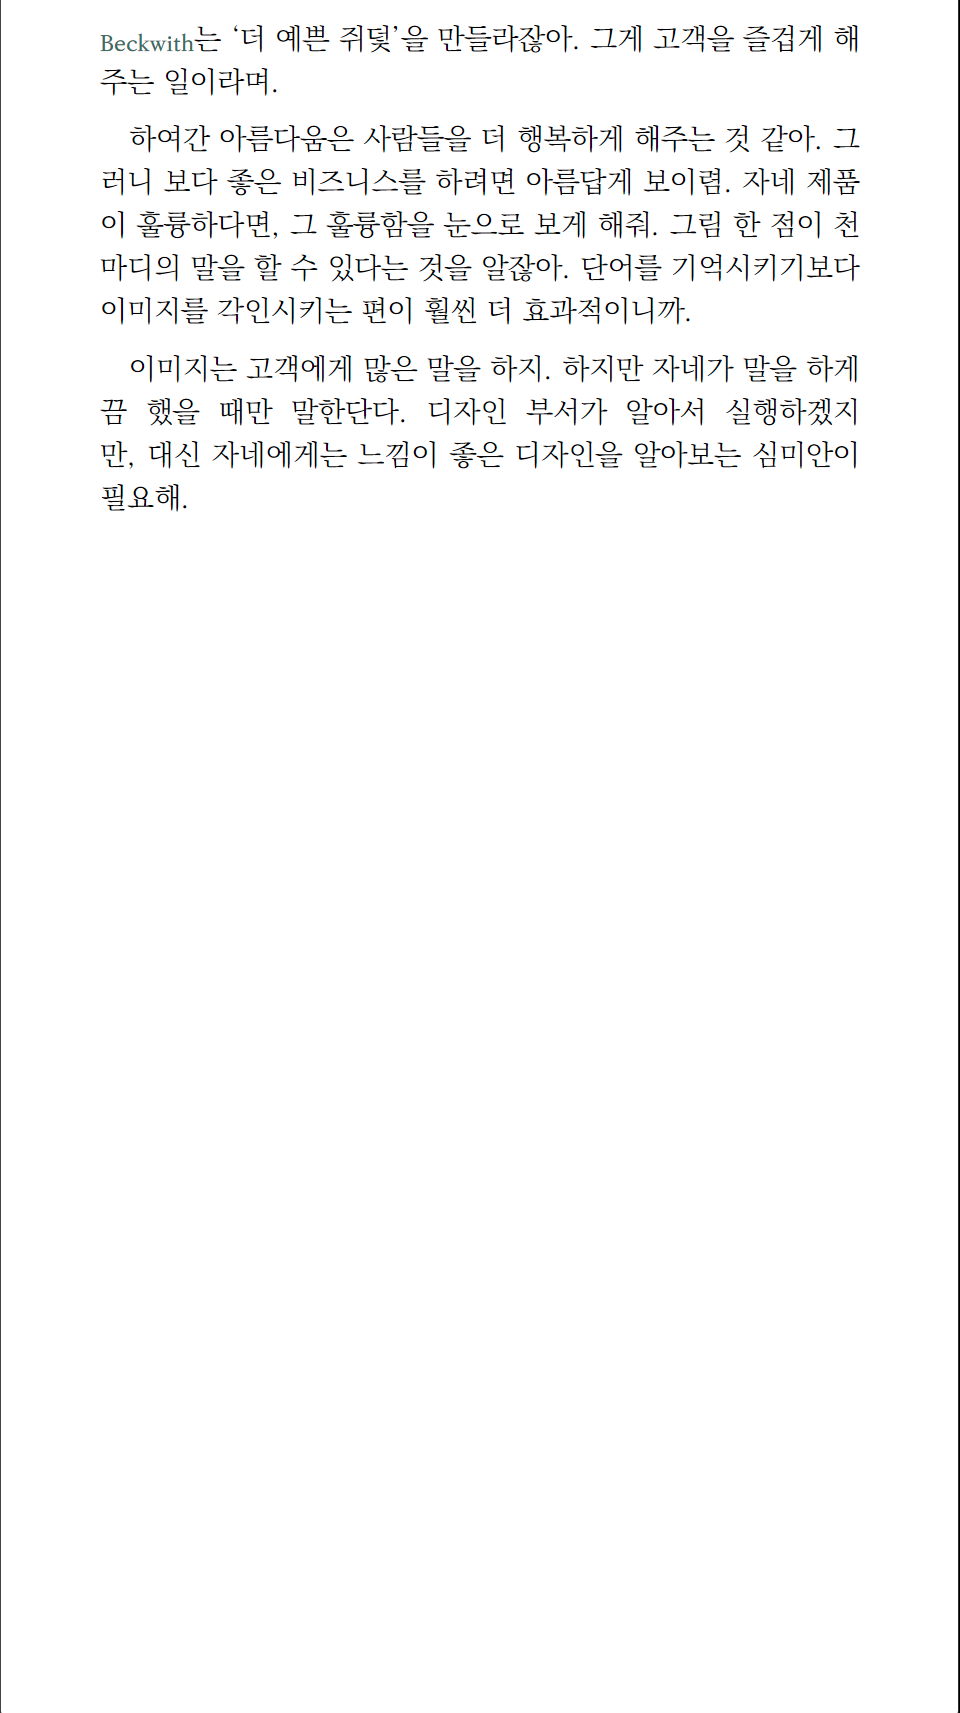 Beckwith는 ‘더 예쁜 쥐덫’을 만들라잖아. 그게 고객을 즐겁게 해
주는 일이라며.
하여간 아름다움은 사람들을 더 행복하게 해주는 것 같아. 그
러니 보다 좋은 비즈니스를 하려면 아름답게 보이렴. 자네 제품
이 훌륭하다면, 그 훌륭함을 눈으로 보게 해줘. 그림 한 점이 천
마디의 말을 할 수 있다는 것을 알잖아. 단어를 기억시키기보다
이미지를 각인시키는 편이 훨씬 더 효과적이니까.
이미지는 고객에게 많은 말을 하지. 하지만 자네가 말을 하게
끔 했을 때만 말한단다. 디자인 부서가 알아서 실행하겠지
만, 대신 자네에게는 느낌이 좋은 디자인을 알아보는 심미안이
필요해.